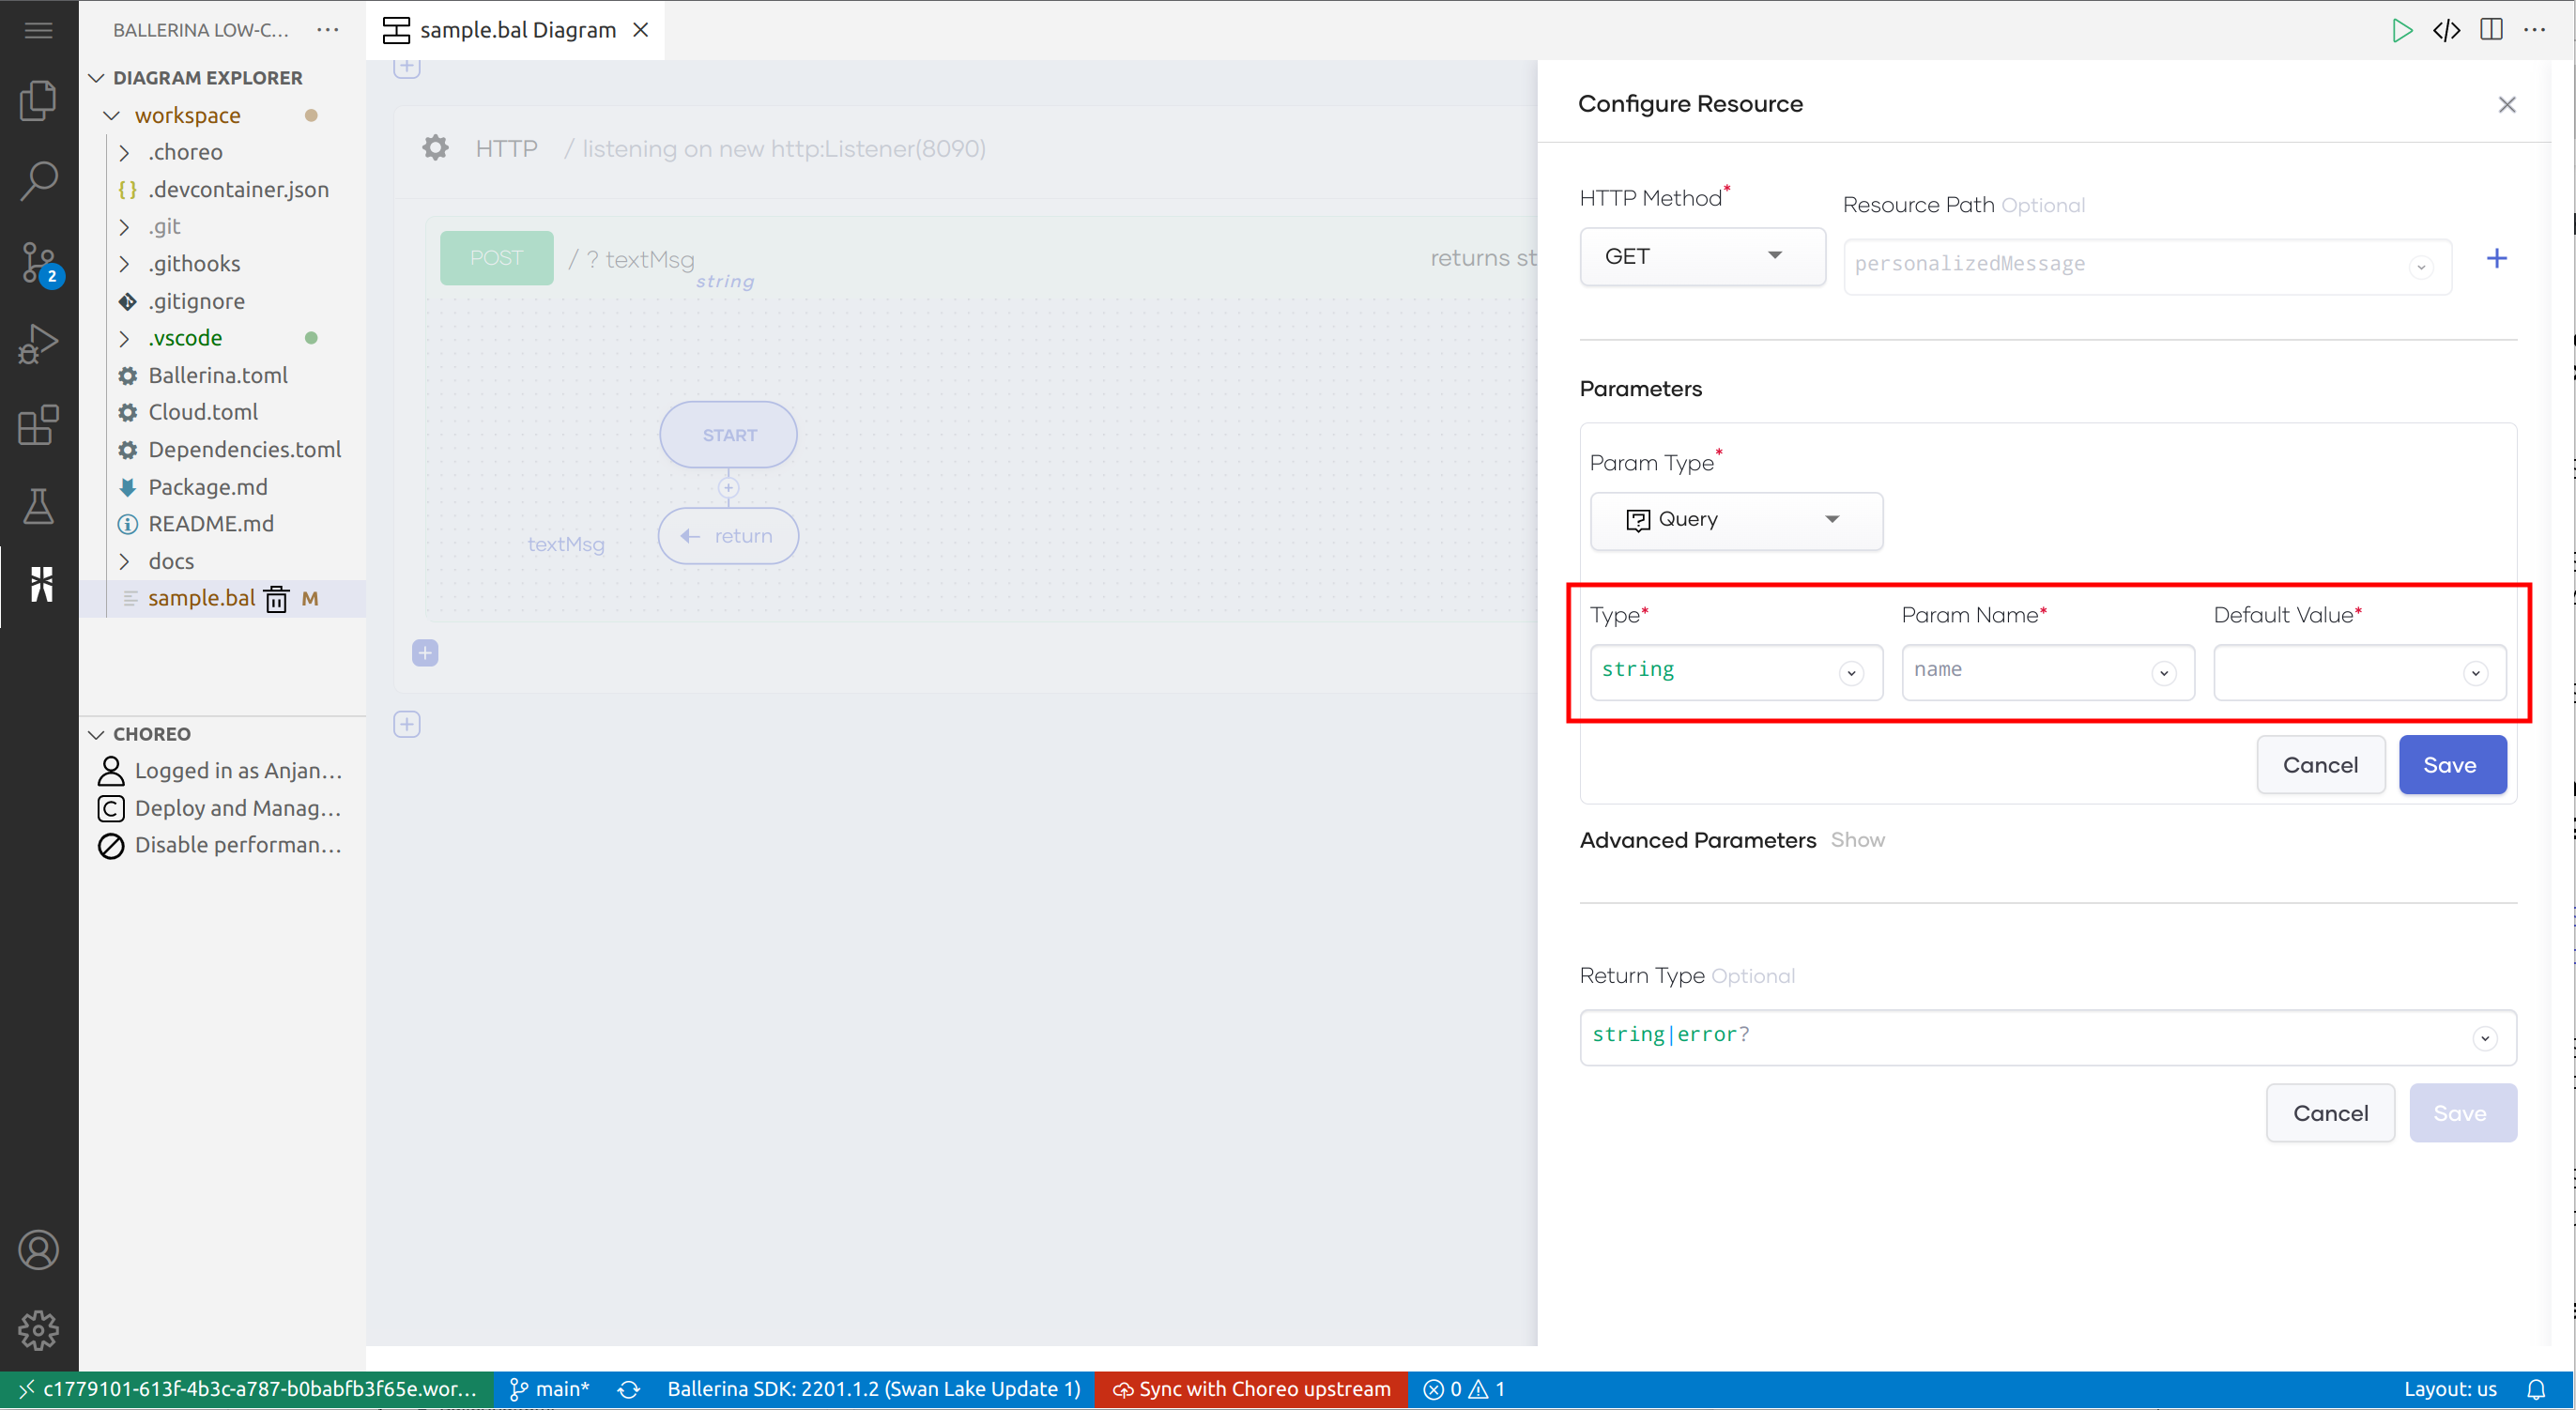 BALLERINA LOW-C...
sample.bal Diagram
DIAGRAM EXPLORER
workspace
.choreo
.devcontainer.json
.git
.githooks
.gitignore
.vscode
Ballerina.toml
Cloud.toml
Dependencies.toml
Package.md
README.md
docs
sample.bal M
2
CHOREO
Logged in as Anjan...
Deploy and Manag...
Disable performan...
HTTP / listening on new http:Listener(8090)
POST / ? textMsg returns st
string
START
textMsg return
Configure Resource
HTTP Method* Resource Path Optional
GET personalizedMessage
Parameters
Param Type*
Query
Type* Param Name* Default Value*
string name
Cancel Save
Advanced Parameters Show
Return Type Optional
string|error?
Cancel Save
c1779101-613f-4b3c-a787-b0babfb3f65e.wor... main* Ballerina SDK: 2201.1.2 (Swan Lake Update 1) Sync with Choreo upstream 0 1 Layout: us